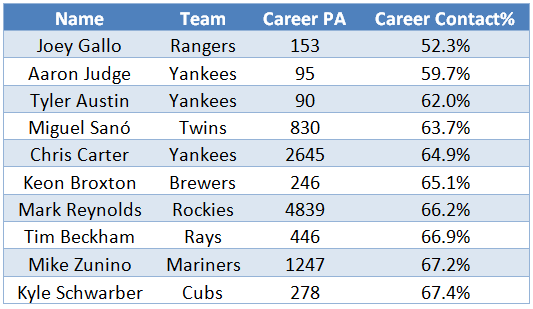 Name Team Career PA Career Contact%
Joey Gallo Rangers 153 52.3%
Aaron Judge Yankees 95 59.7%
Tyler Austin Yankees 90 62.0%
Miguel Sanó Twins 830 63.7%
Chris Carter Yankees 2645 64.9%
Keon Broxton Brewers 246 65.1%
Mark Reynolds Rockies 4839 66.2%
Tim Beckham Rays 446 66.9%
Mike Zunino Mariners 1247 67.2%
Kyle Schwarber Cubs 278 67.4%